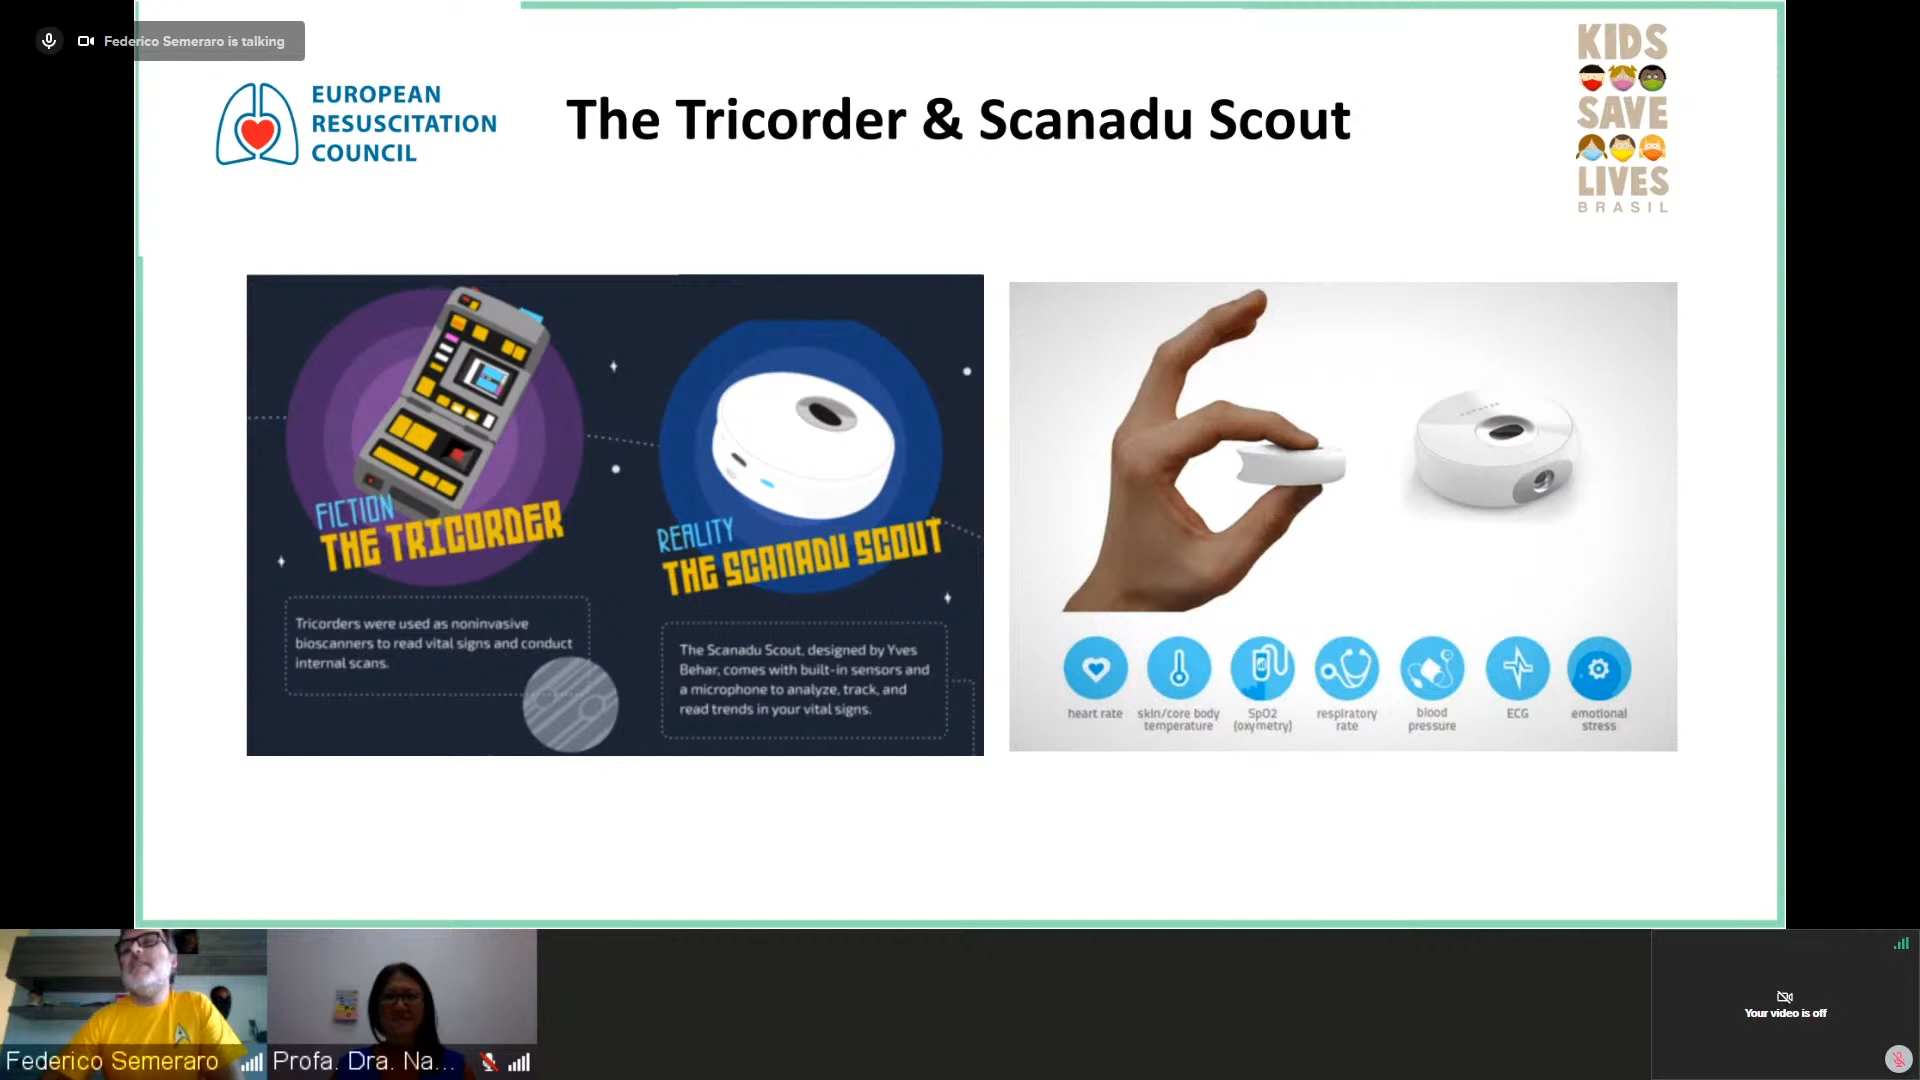 Federico Semeraro is talking
EUROPEAN
RESUSCITATION
COUNCIL
The Tricorder & Scanadu Scout
KIDS
SAVE
LIVES
BRASIL
FICTION
THE TRICORDER
Tricorders were used as noninvasive
bioscanners to read vital signs and conduct
internal scans.
REALITY
THE SCANADU SCOUT
The Scanadu Scout, designed by Yves
Behar, comes with built-in sensors and
a microphone to analyze, track, and
read trends in your vital signs.
heart rate
skin/core body
temperature
SpO2
(oxymetry)
respiratory
rate
blood
pressure
ECG
emotional
stress
Federico Semeraro
Profa. Dra. Na...
Your video is off